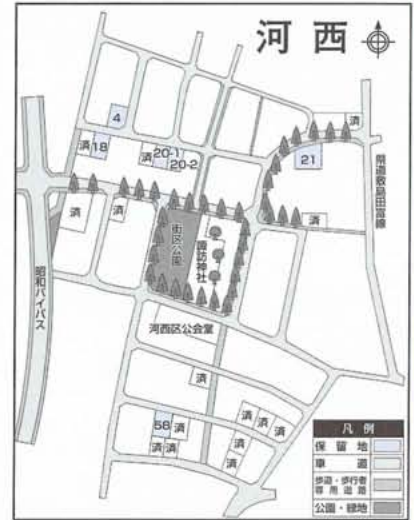 河西
4
済
18
済
20-1
20-2
21
済
県道敷島田富線
済
済
済
街区公園
諏訪神社
昭和バイパス
河西区公会堂
済
58
済
済
済
済
済
済
済
済
凡例
保留地
車道
歩道・歩行者専用道路
公園・緑地